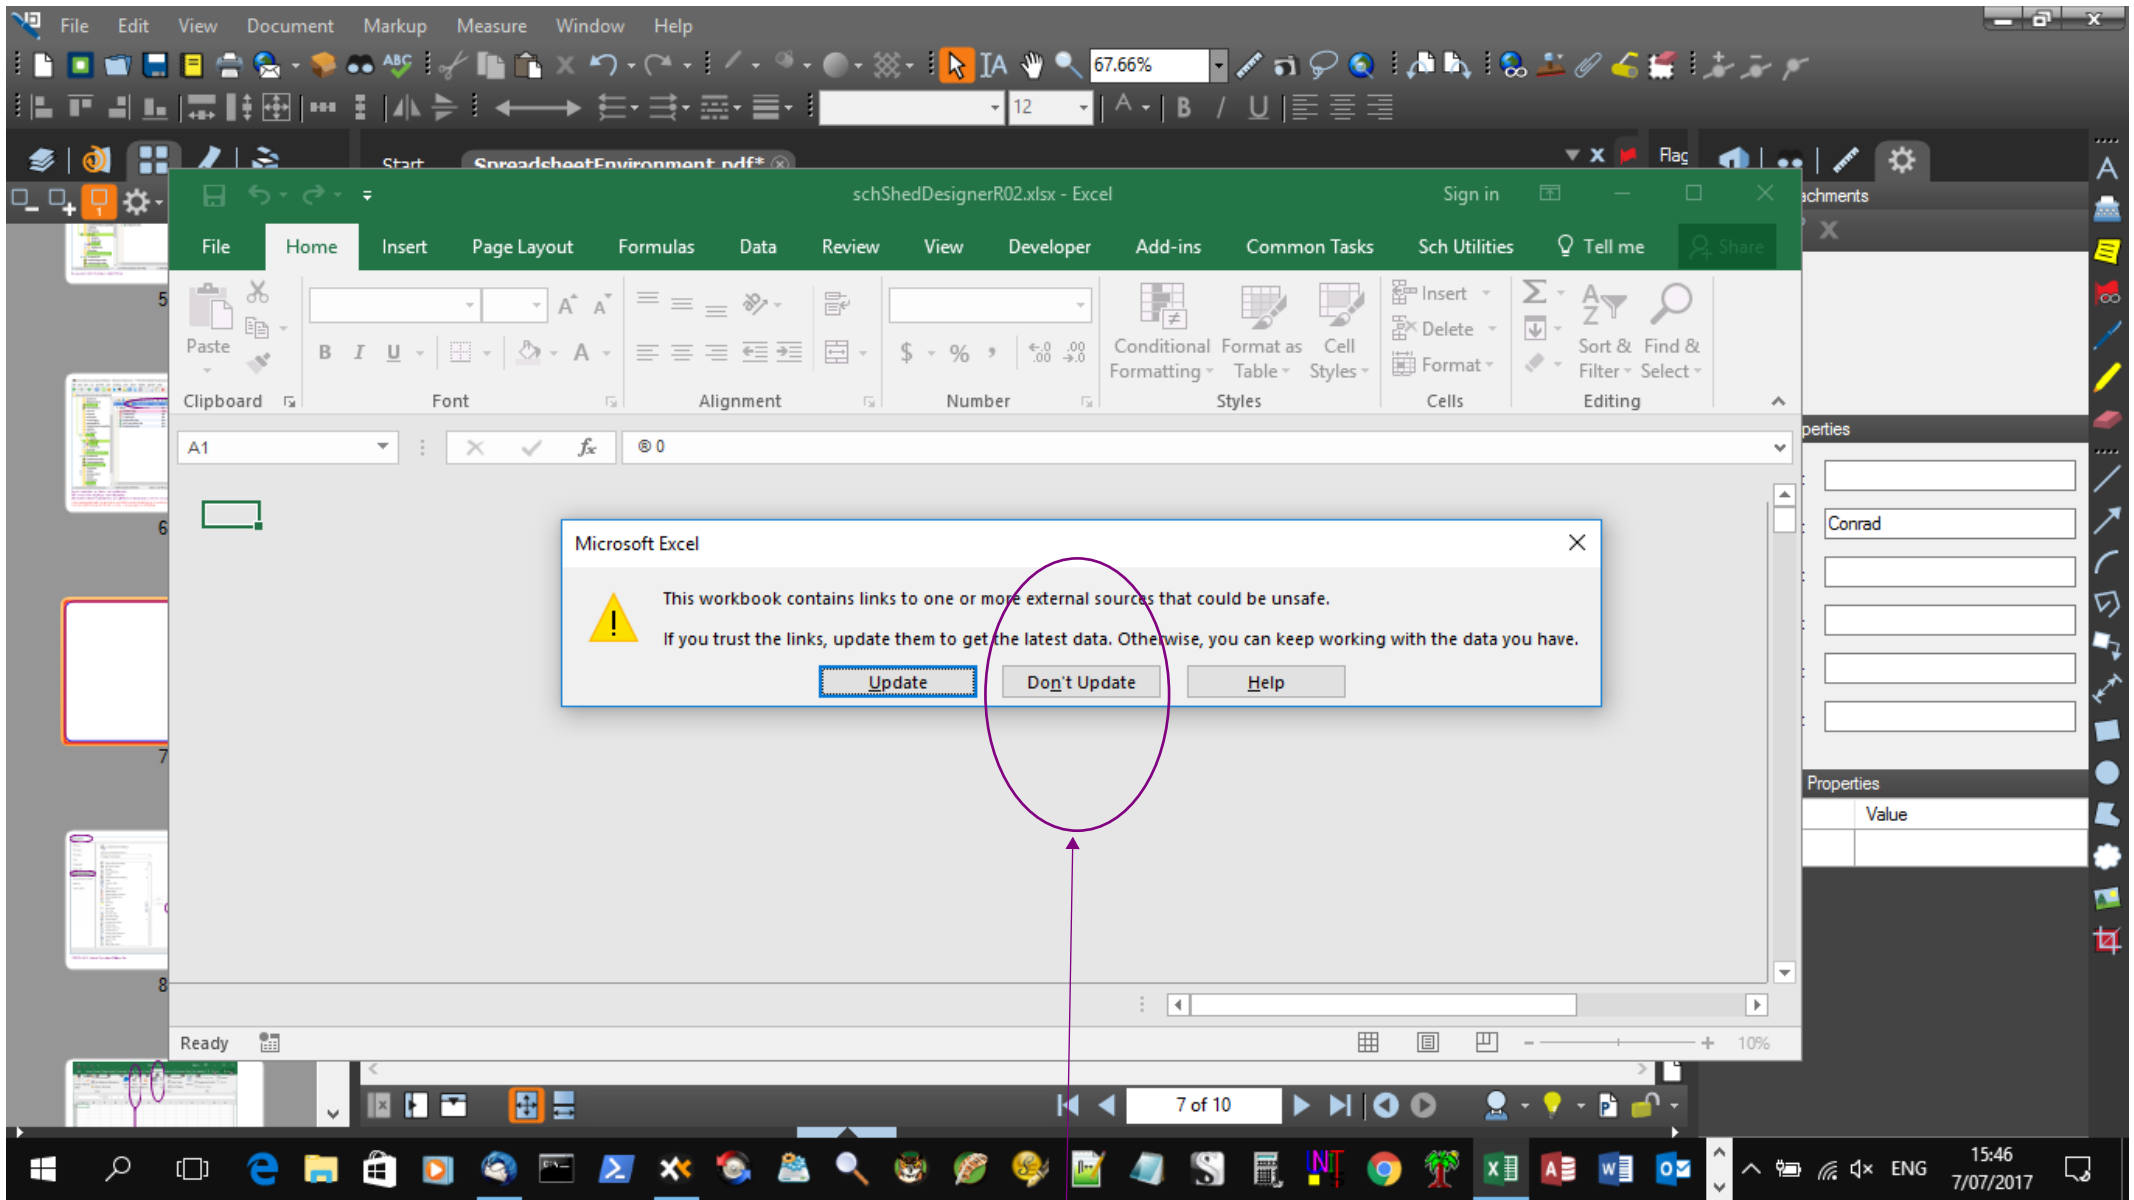 File Edit View Document Markup Measure Window Help
67.66%
12
Start SpreadsheetEnvironment.pdf* Flag
schShedDesignerR02.xlsx - Excel Sign in
achments
File Home Insert Page Layout Formulas Data Review View Developer Add-ins Common Tasks Sch Utilities Tell me Share
Paste
Conditional Formatting
Format as Table
Cell Styles
Insert
Delete
Format
Sort & Filter
Find & Select
Clipboard Font Alignment Number Styles Cells Editing
perties
A1 fx ® 0
Conrad
Microsoft Excel
This workbook contains links to one or more external sources that could be unsafe.
If you trust the links, update them to get the latest data. Otherwise, you can keep working with the data you have.
Update Don't Update Help
5
6
7
8
Properties
Value
Ready 10%
7 of 10
ENG 15:46
7/07/2017